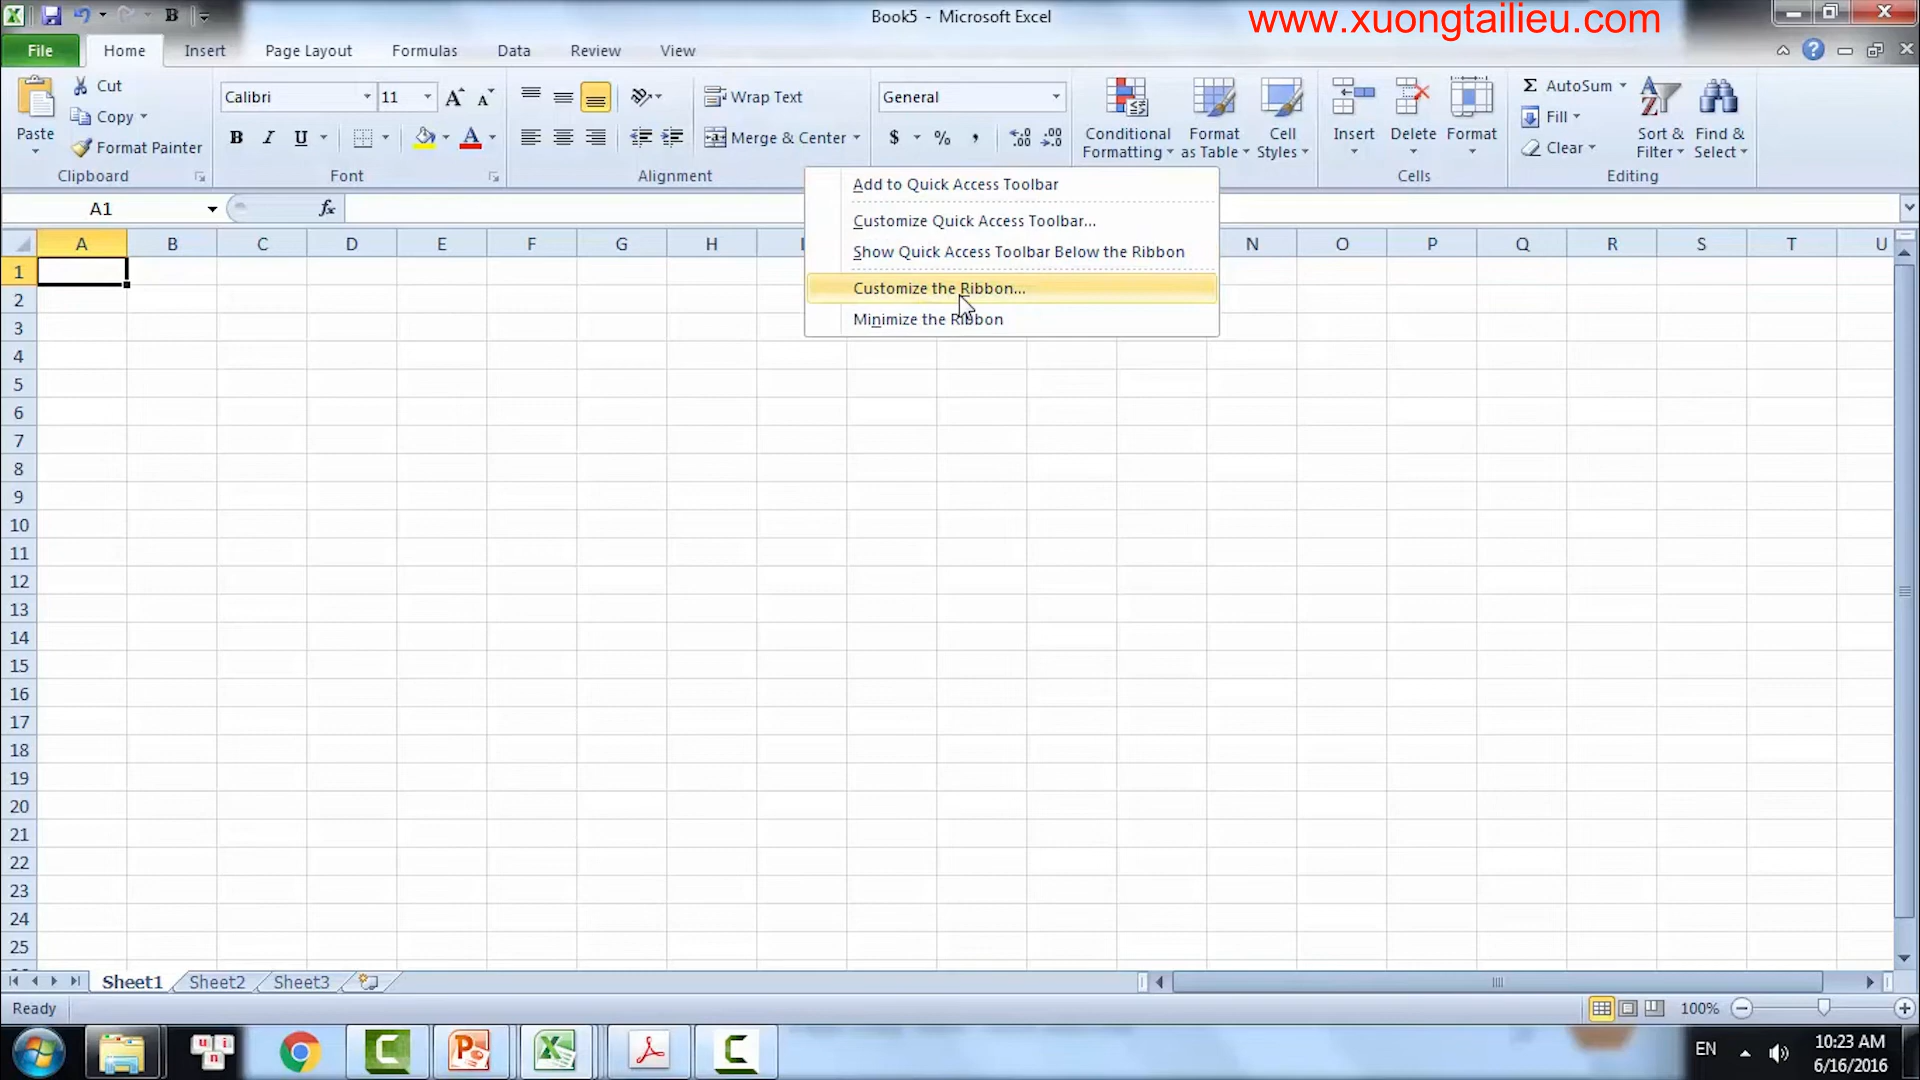 Book5 - Microsoft Excel
www.xuongtailieu.com
File Home Insert Page Layout Formulas Data Review View
Cut
Copy
Format Painter
Paste
Clipboard
Calibri 11
B I U
Font
Wrap Text
Merge & Center
Alignment
General
$ % ,
Conditional Formatting
Format as Table
Cell Styles
Insert Delete Format
Cells
Σ AutoSum
Fill
Clear
Sort & Filter
Find & Select
Editing
A1
fx
Add to Quick Access Toolbar
Customize Quick Access Toolbar...
Show Quick Access Toolbar Below the Ribbon
Customize the Ribbon...
Minimize the Ribbon
A B C D E F G H N O P Q R S T U
1
2
3
4
5
6
7
8
9
10
11
12
13
14
15
16
17
18
19
20
21
22
23
24
25
Sheet1 Sheet2 Sheet3
Ready
100%
EN
10:23 AM
6/16/2016